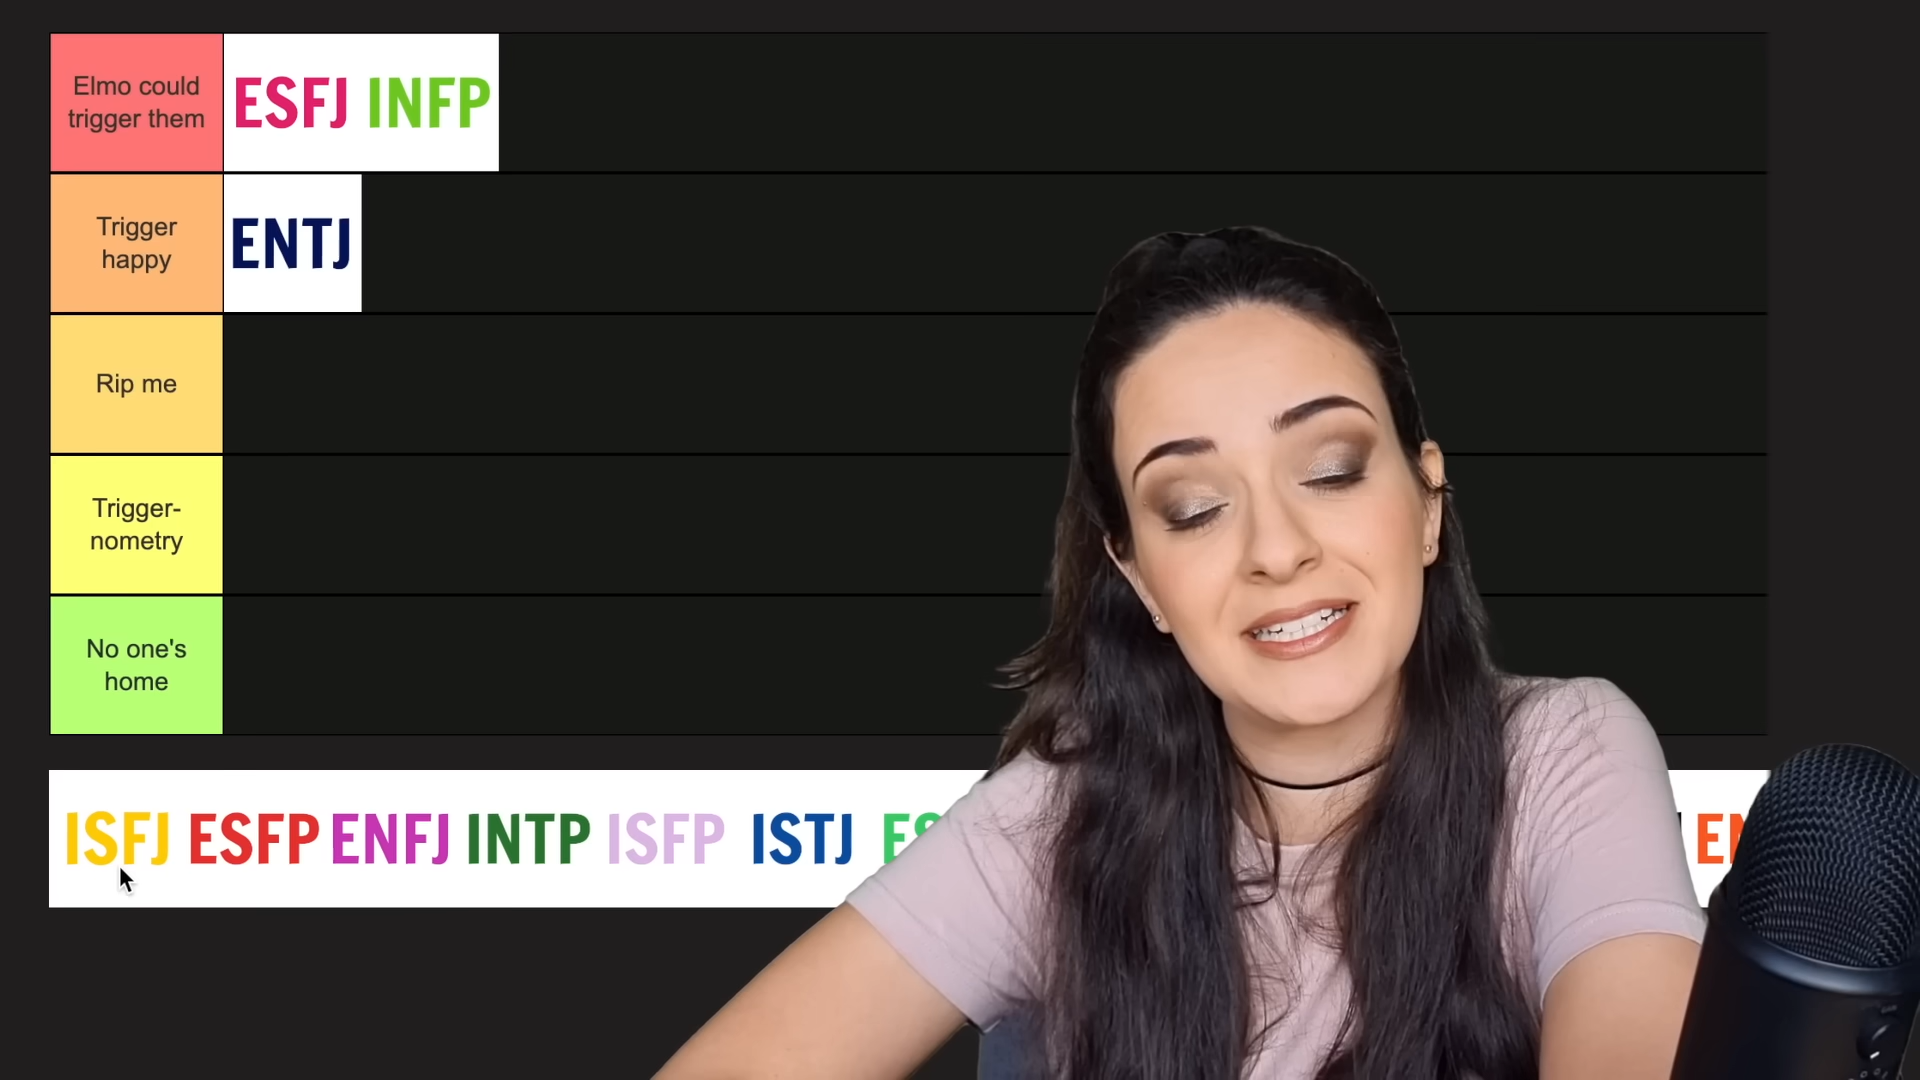 Elmo could
trigger them
ESFJ INFP
Trigger
happy
ENTJ
Rip me
Trigger-
nometry
No one's
home
ISFJ ESFP ENFJ INTP ISFP ISTJ